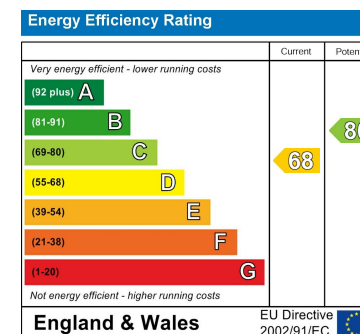 Energy Efficiency Rating
Current
Very energy efficient - lower running costs
(92 plus) A
(81-91) B
(69-80) C
68
(55-68) D
(39-54) E
(21-38) F
(1-20) G
Not energy efficient - higher running costs
England & Wales
EU Directive
2002/91/EC